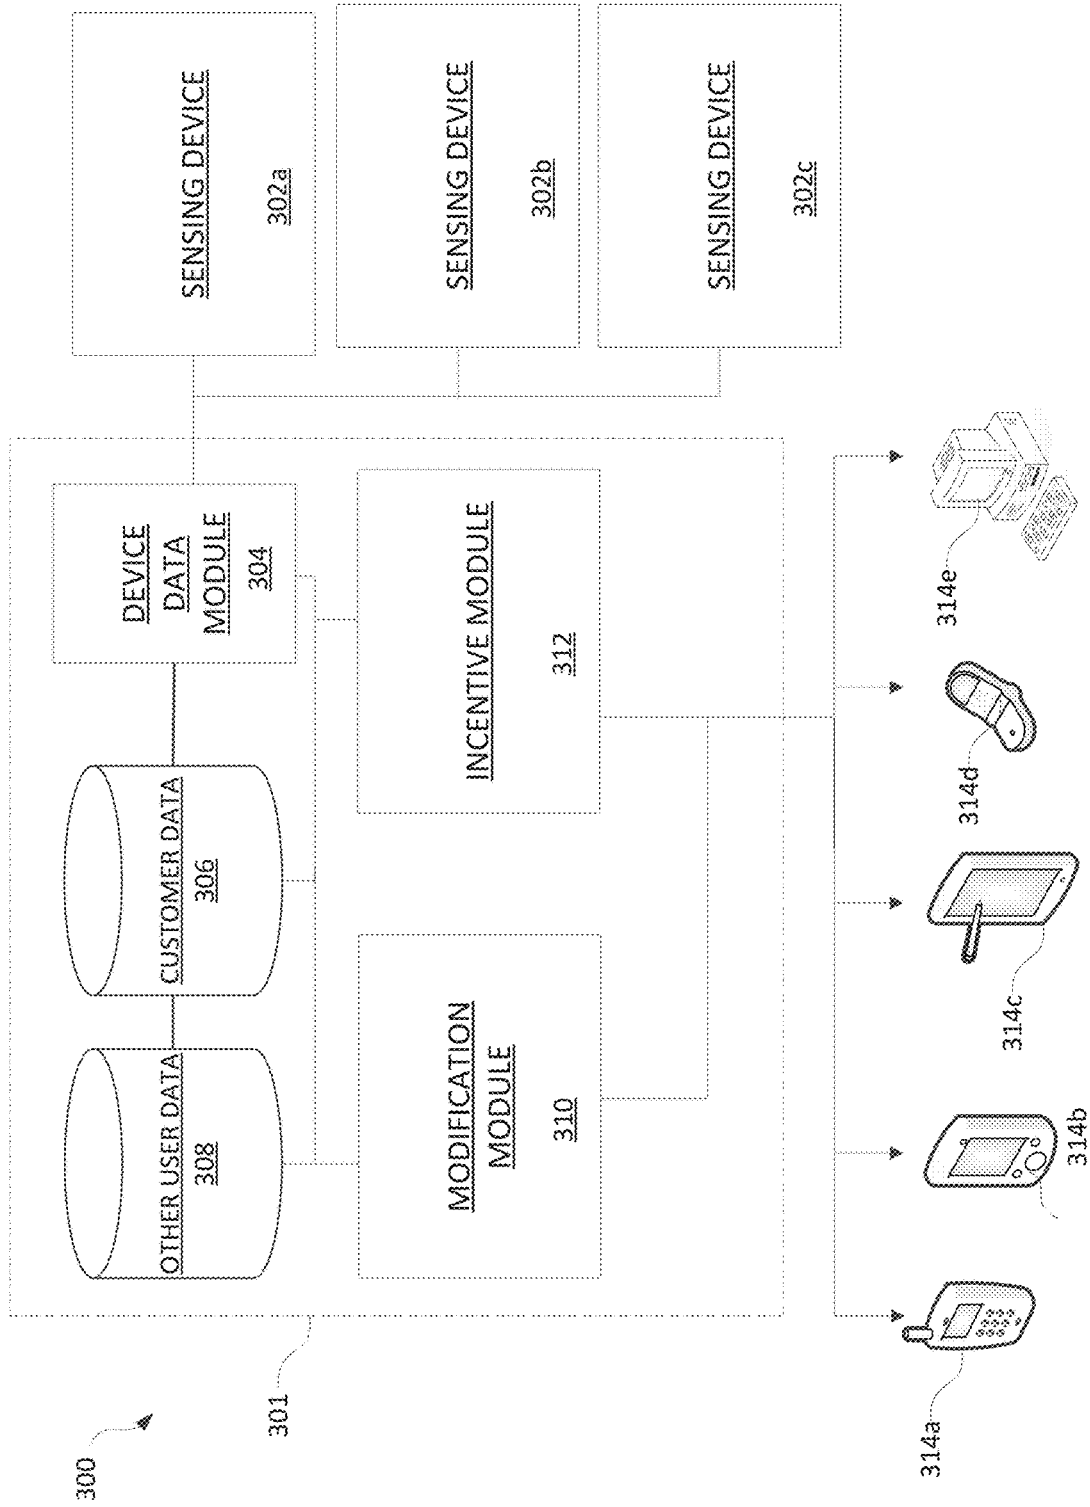 300
301
OTHER USER DATA
308
CUSTOMER DATA
306
DEVICE
DATA
MODULE
304
SENSING DEVICE
302a
MODIFICATION
MODULE
310
INCENTIVE MODULE
312
SENSING DEVICE
302b
SENSING DEVICE
302c
314a
314b
314c
314d
314e